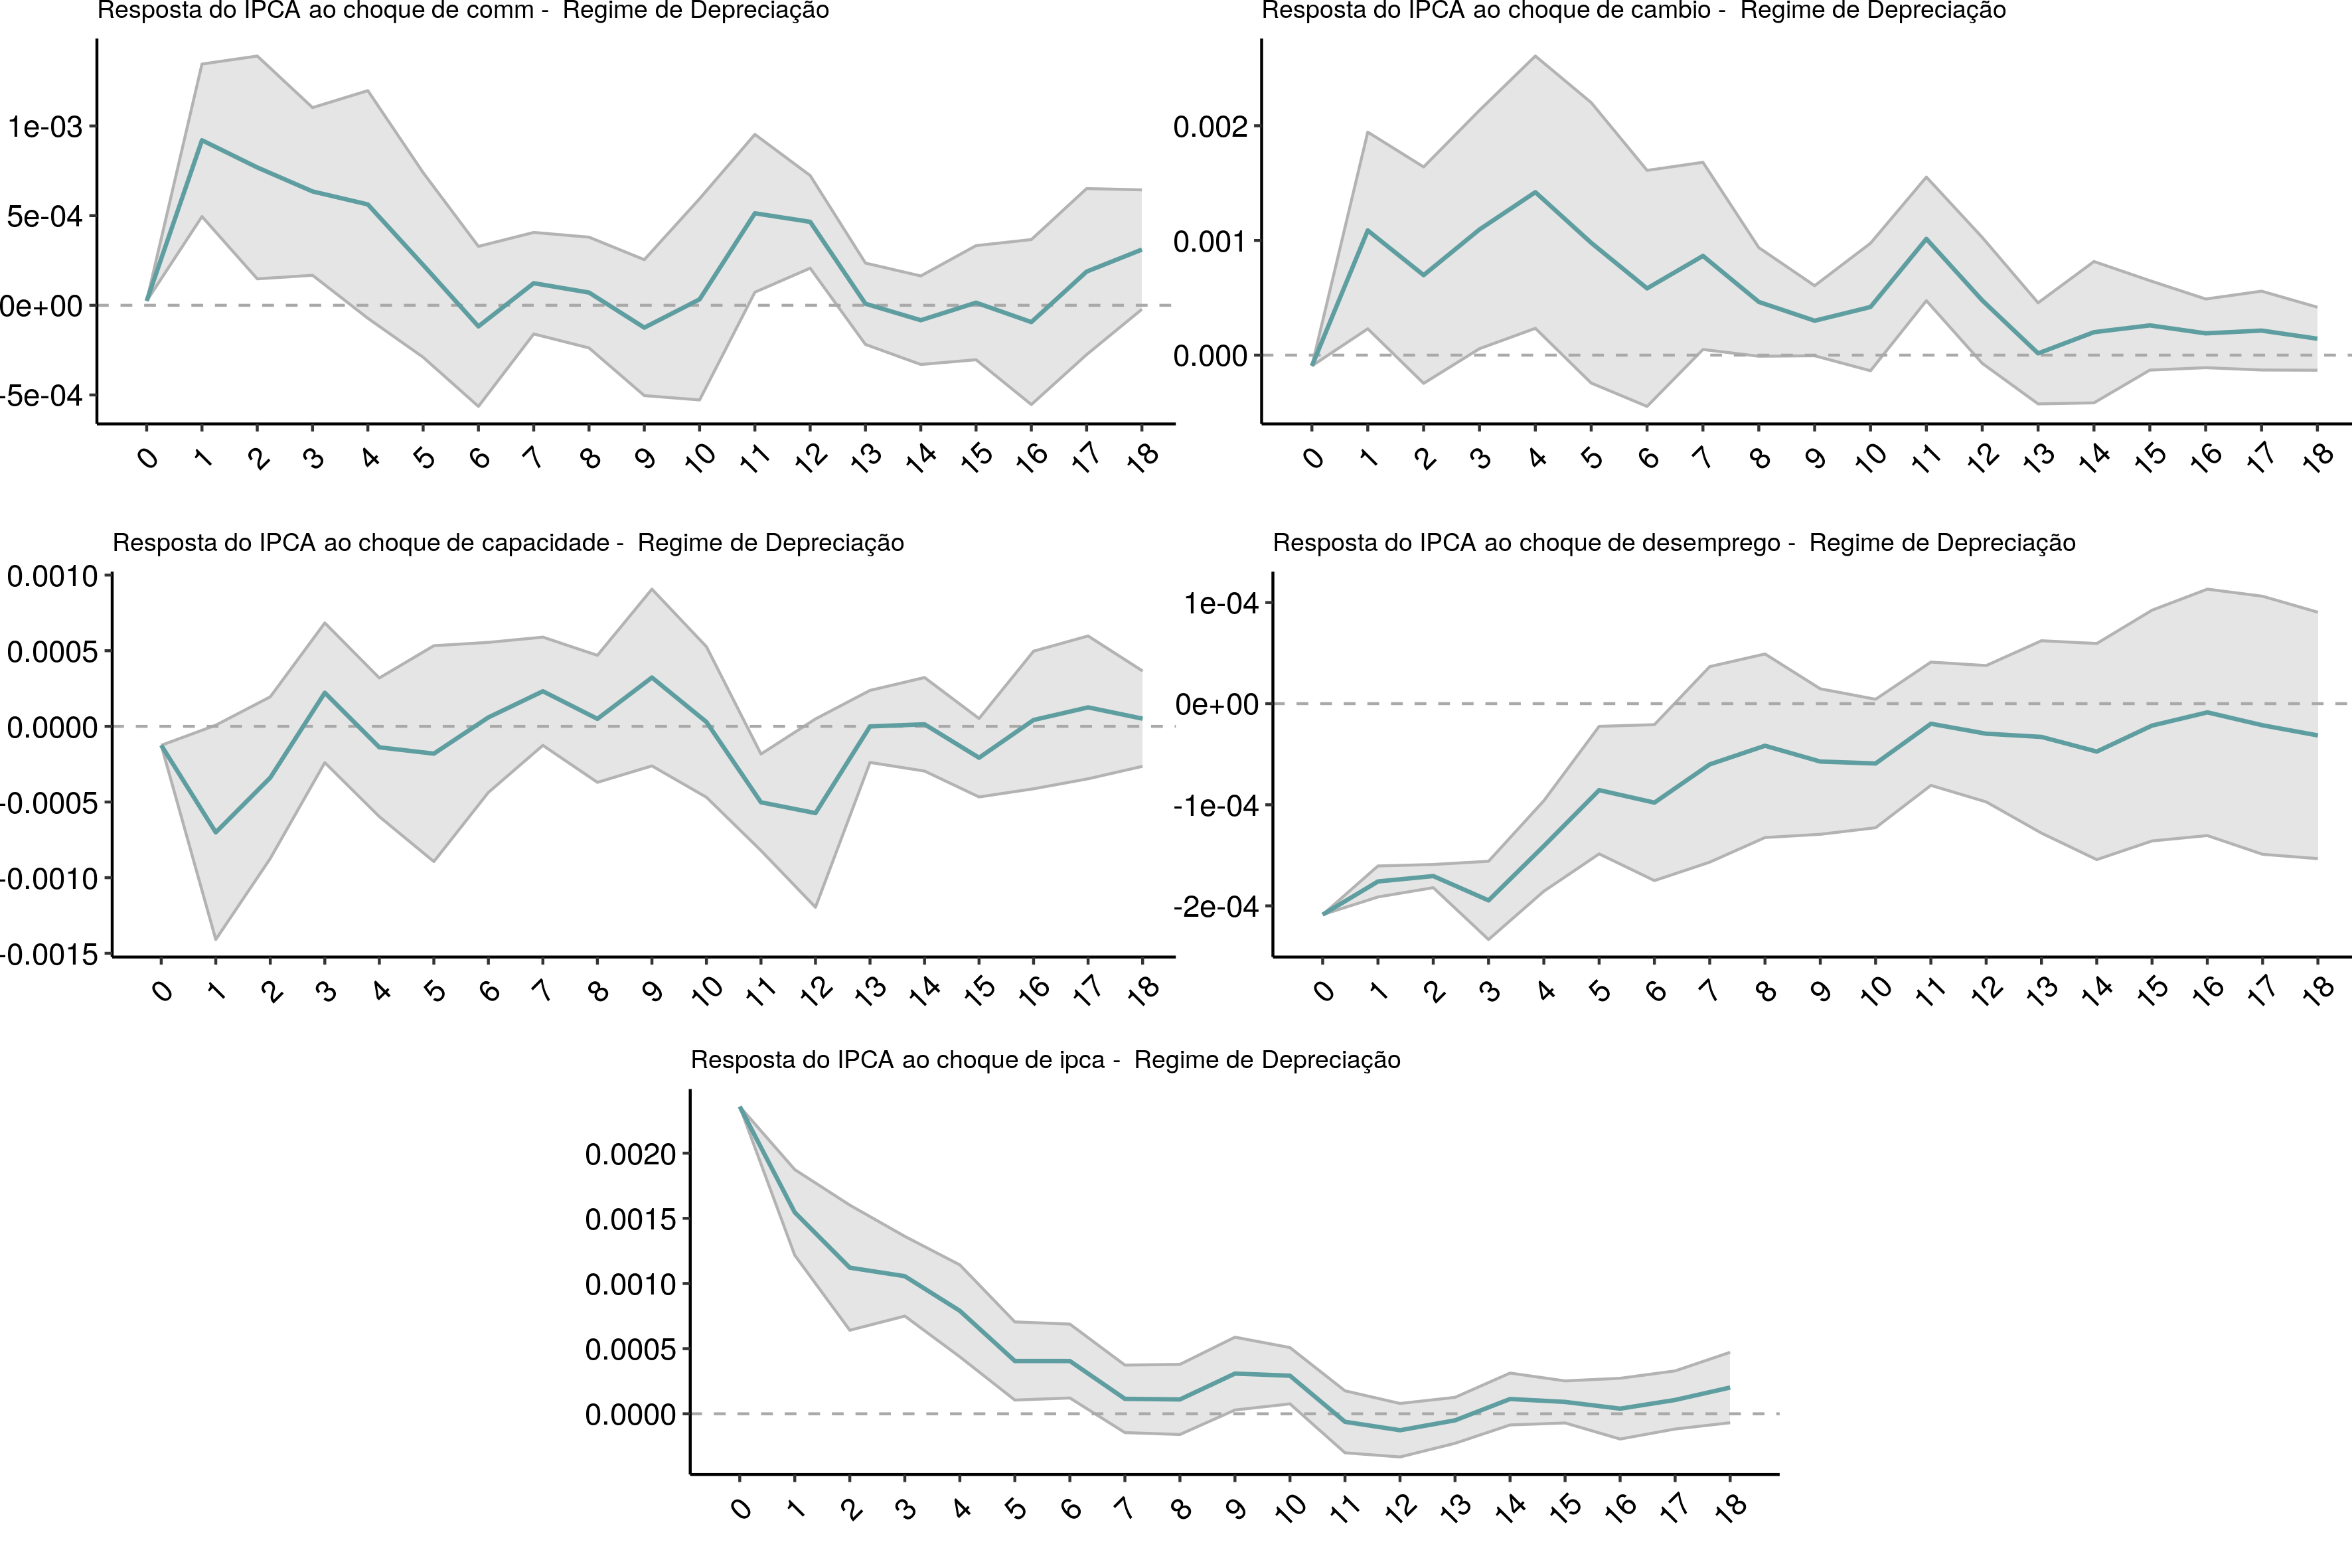 Resposta do IPCA ao choque de comm -  Regime de Depreciação
1e-03
5e-04
0e+00
-5e-04
0 1 2 3 4 5 6 7 8 9 10 11 12 13 14 15 16 17 18
Resposta do IPCA ao choque de cambio -  Regime de Depreciação
0.002
0.001
0.000
0 1 2 3 4 5 6 7 8 9 10 11 12 13 14 15 16 17 18
Resposta do IPCA ao choque de capacidade -  Regime de Depreciação
0.0010
0.0005
0.0000
-0.0005
-0.0010
-0.0015
0 1 2 3 4 5 6 7 8 9 10 11 12 13 14 15 16 17 18
Resposta do IPCA ao choque de desemprego -  Regime de Depreciação
1e-04
0e+00
-1e-04
-2e-04
0 1 2 3 4 5 6 7 8 9 10 11 12 13 14 15 16 17 18
Resposta do IPCA ao choque de ipca -  Regime de Depreciação
0.0020
0.0015
0.0010
0.0005
0.0000
0 1 2 3 4 5 6 7 8 9 10 11 12 13 14 15 16 17 18